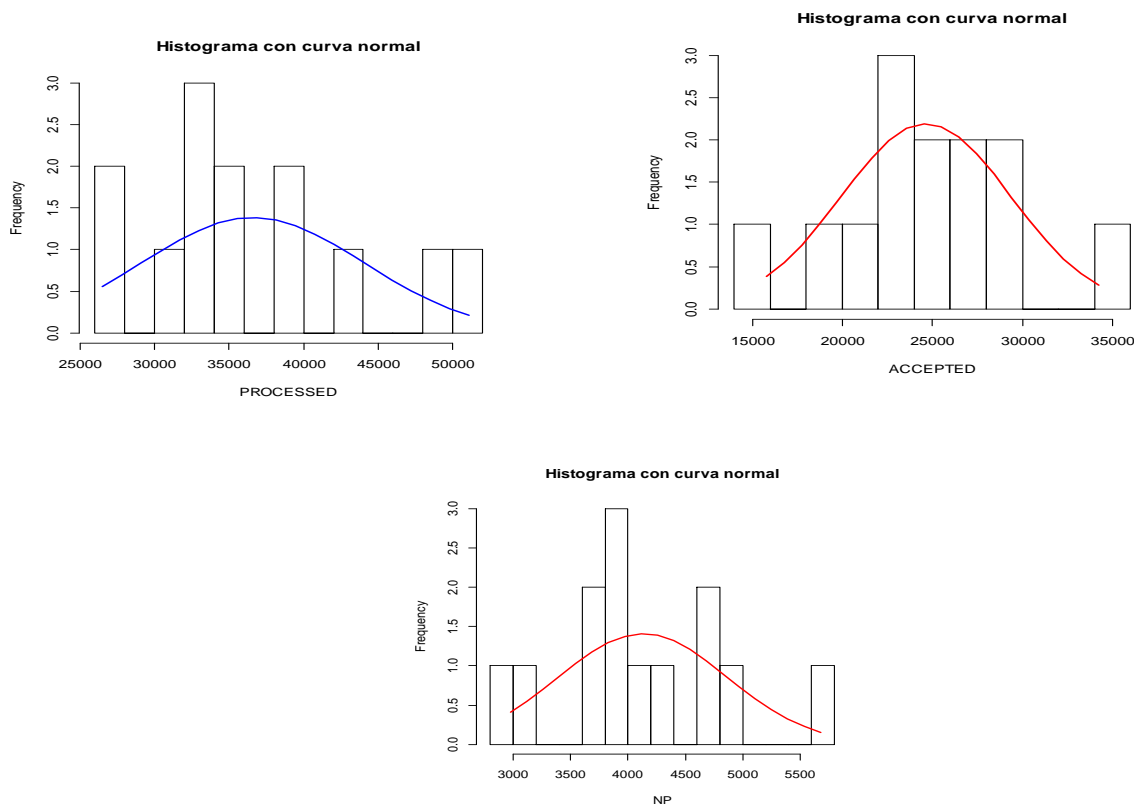 Histograma con curva normal
Frequency
0.0 0.5 1.0 1.5 2.0 2.5 3.0
25000 30000 35000 40000 45000 50000
PROCESSED
Histograma con curva normal
Frequency
0.0 0.5 1.0 1.5 2.0 2.5 3.0
15000 20000 25000 30000 35000
ACCEPTED
Histograma con curva normal
Frequency
0.0 0.5 1.0 1.5 2.0 2.5 3.0
3000 3500 4000 4500 5000 5500
NP